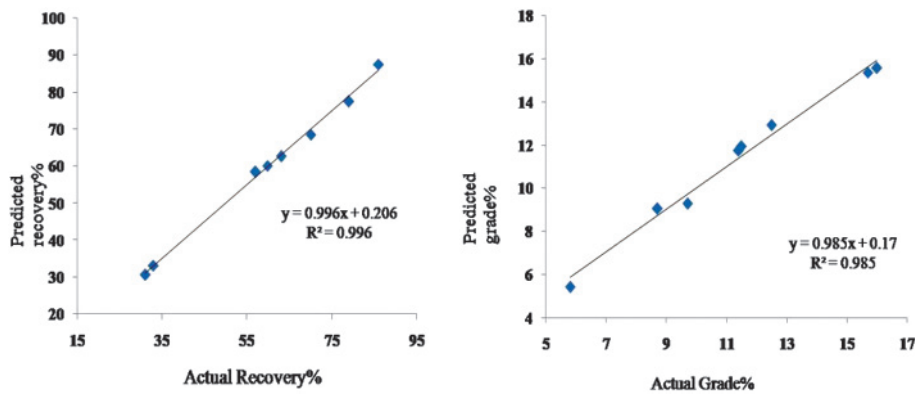 100
90
80
70
60
50
40
30
20
15
35
55
75
95
Predicted
recovery%
Actual Recovery%
y = 0.996x + 0.206
R² = 0.996
18
16
14
12
10
8
6
4
5
7
9
11
13
15
17
Predicted
grade%
Actual Grade%
y = 0.985x + 0.17
R² = 0.985